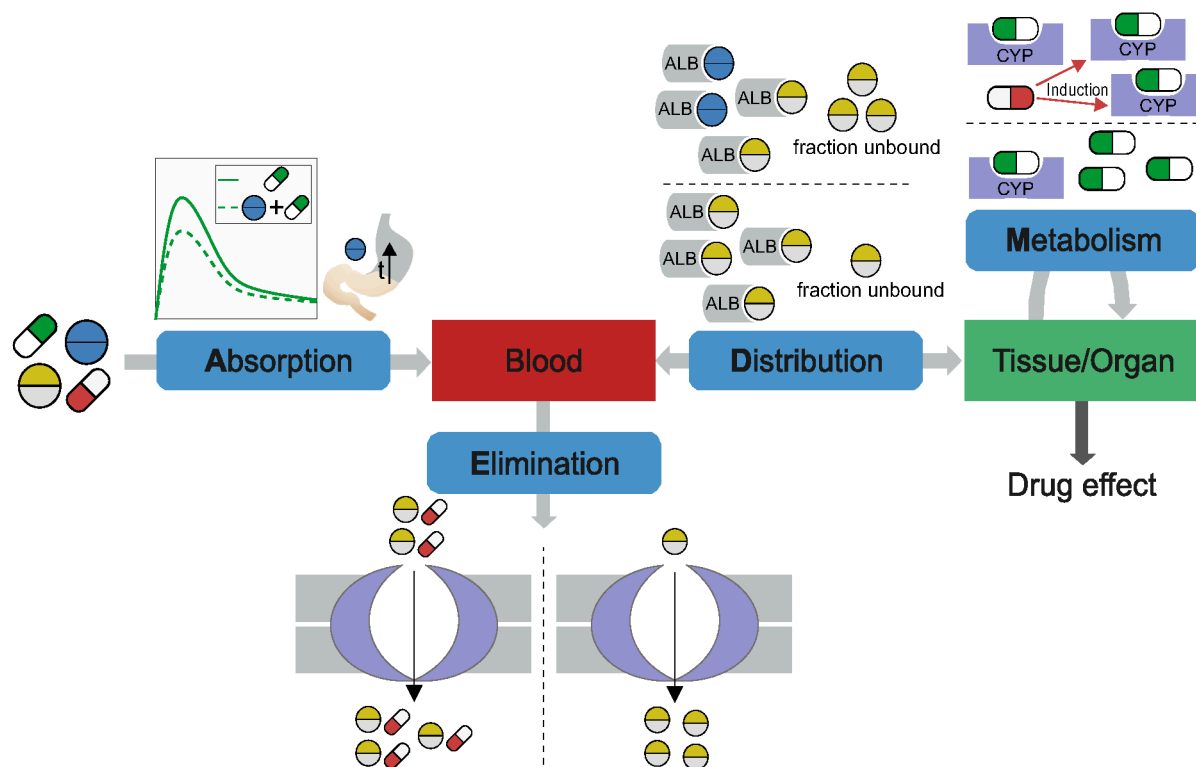 ALB
ALB
ALB
ALB
fraction unbound
CYP
CYP
Induction
CYP
CYP
+
t
ALB
ALB
ALB
ALB
fraction unbound
Metabolism
Absorption
Blood
Distribution
Tissue/Organ
Elimination
Drug effect